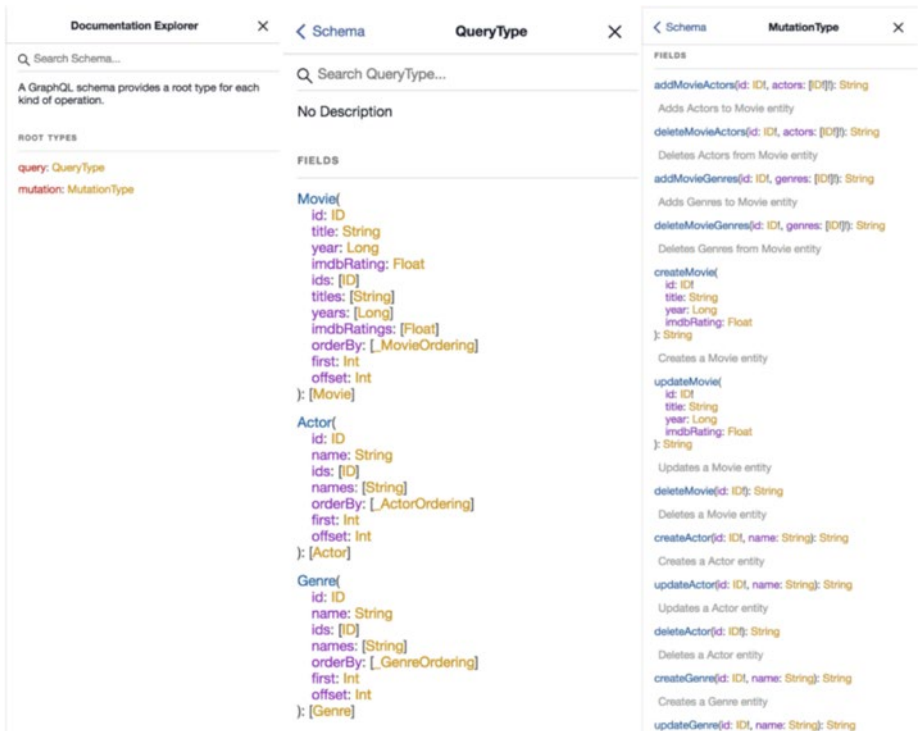 Documentation Explorer
Search Schema...
A GraphQL schema provides a root type for each
kind of operation.
ROOT TYPES
query: QueryType
mutation: MutationType
Schema
QueryType
Search QueryType...
No Description
FIELDS
Movie(
id: ID
title: String
year: Long
imdbRating: Float
ids: [ID]
titles: [String]
years: [Long]
imdbRatings: [Float]
orderBy: [_MovieOrdering]
first: Int
offset: Int
): [Movie]
Actor(
id: ID
name: String
ids: [ID]
names: [String]
orderBy: [_ActorOrdering]
first: Int
offset: Int
): [Actor]
Genre(
id: ID
name: String
ids: [ID]
names: [String]
orderBy: [_GenreOrdering]
first: Int
offset: Int
): [Genre]
Schema
MutationType
FIELDS
addMovieActors(id: ID!, actors: [ID!]!): String
Adds Actors to Movie entity
deleteMovieActors(id: ID!, actors: [ID!]!): String
Deletes Actors from Movie entity
addMovieGenres(id: ID!, genres: [ID!]!): String
Adds Genres to Movie entity
deleteMovieGenres(id: ID!, genres: [ID!]!): String
Deletes Genres from Movie entity
createMovie(
id: ID!
title: String
year: Long
imdbRating: Float
): String
Creates a Movie entity
updateMovie(
id: ID!
title: String
year: Long
imdbRating: Float
): String
Updates a Movie entity
deleteMovie(id: ID!): String
Deletes a Movie entity
createActor(id: ID!, name: String): String
Creates a Actor entity
updateActor(id: ID!, name: String): String
Updates a Actor entity
deleteActor(id: ID!): String
Deletes a Actor entity
createGenre(id: ID!, name: String): String
Creates a Genre entity
updateGenre(id: ID!, name: String): String